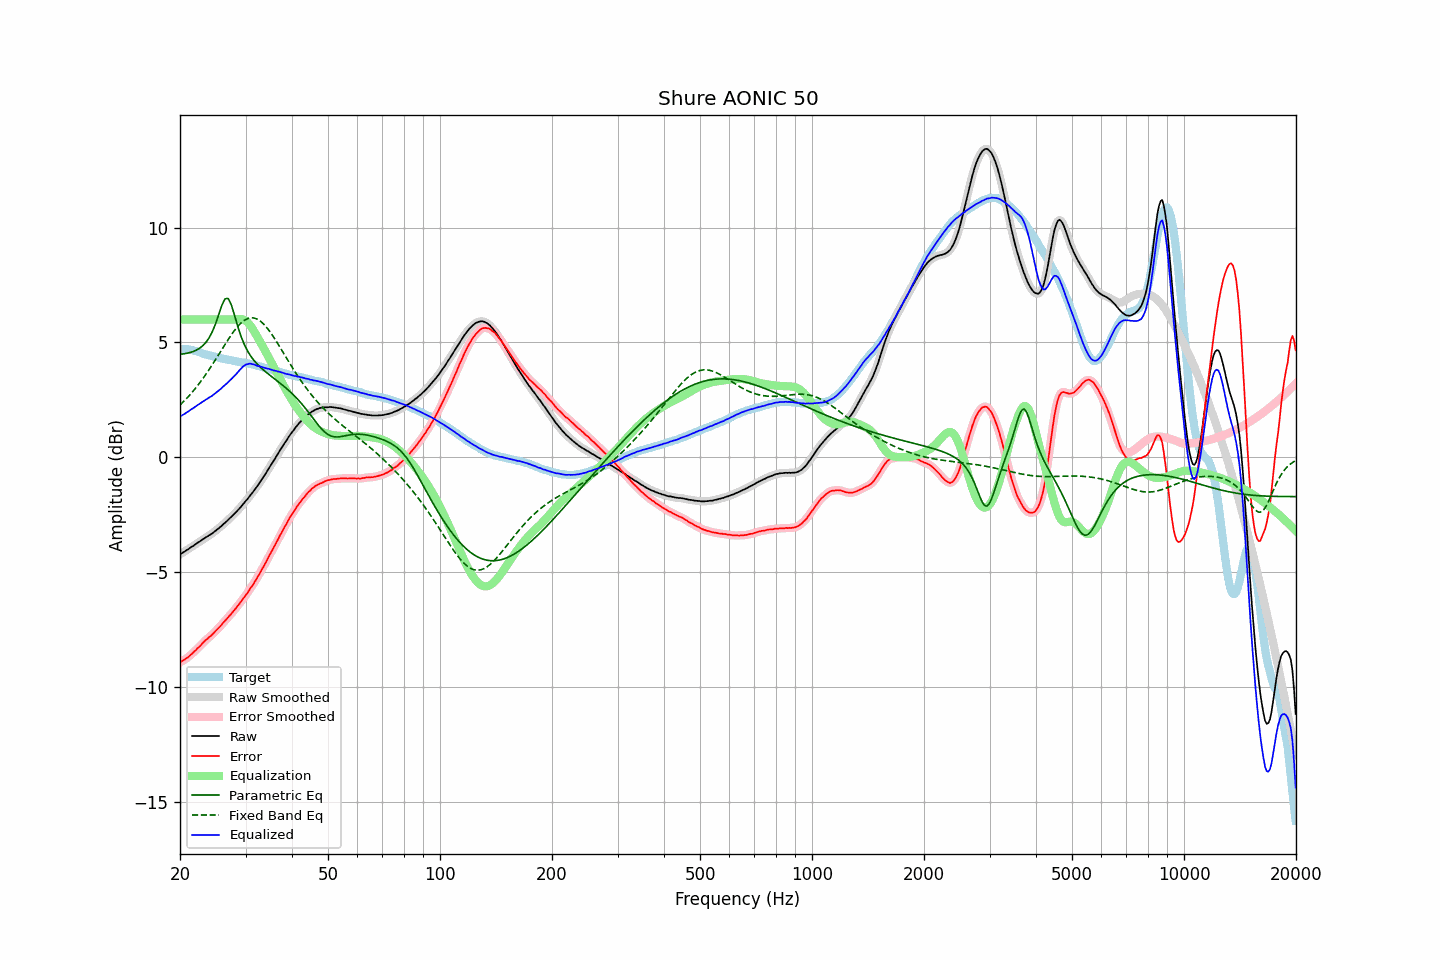 Shure AONIC 50
Amplitude (dBr)
10
5
0
−5
−10
−15
Target
Raw Smoothed
Error Smoothed
Raw
Error
Equalization
Parametric Eq
Fixed Band Eq
Equalized
20 50 100 200 500 1000 2000 5000 10000 20000
Frequency (Hz)